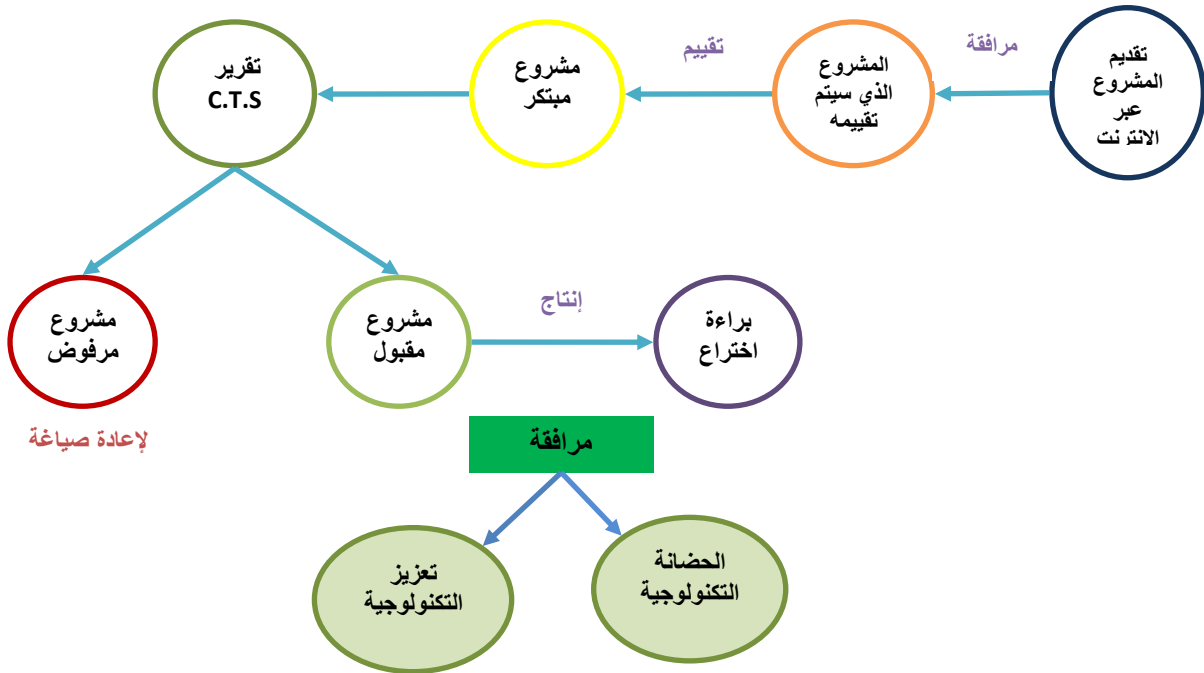 تقديم
المشروع
عبر
الانترنت
مرافقة
المشروع
الذي سيتم
تقييمه
تقييم
مشروع
مبتكر
تقرير
C.T.S
براءة
اختراع
إنتاج
مشروع
مقبول
مشروع
مرفوض
لإعادة صياغة
مرافقة
الحضانة
التكنولوجية
تعزيز
التكنولوجية